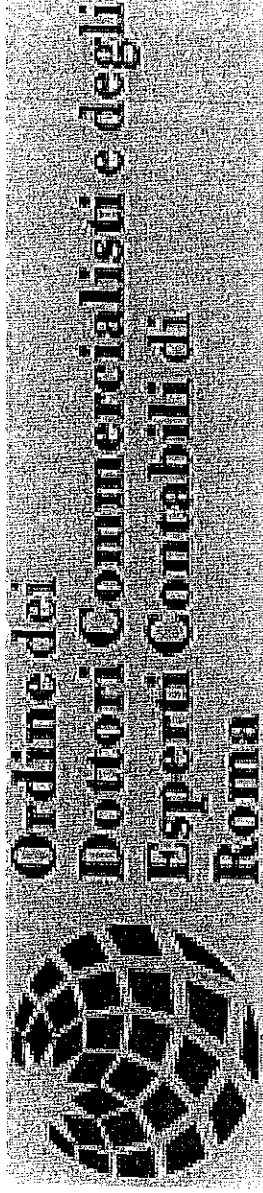 Ordine dei
Dottori Commercialisti e degli
Esperti Contabili di
Roma